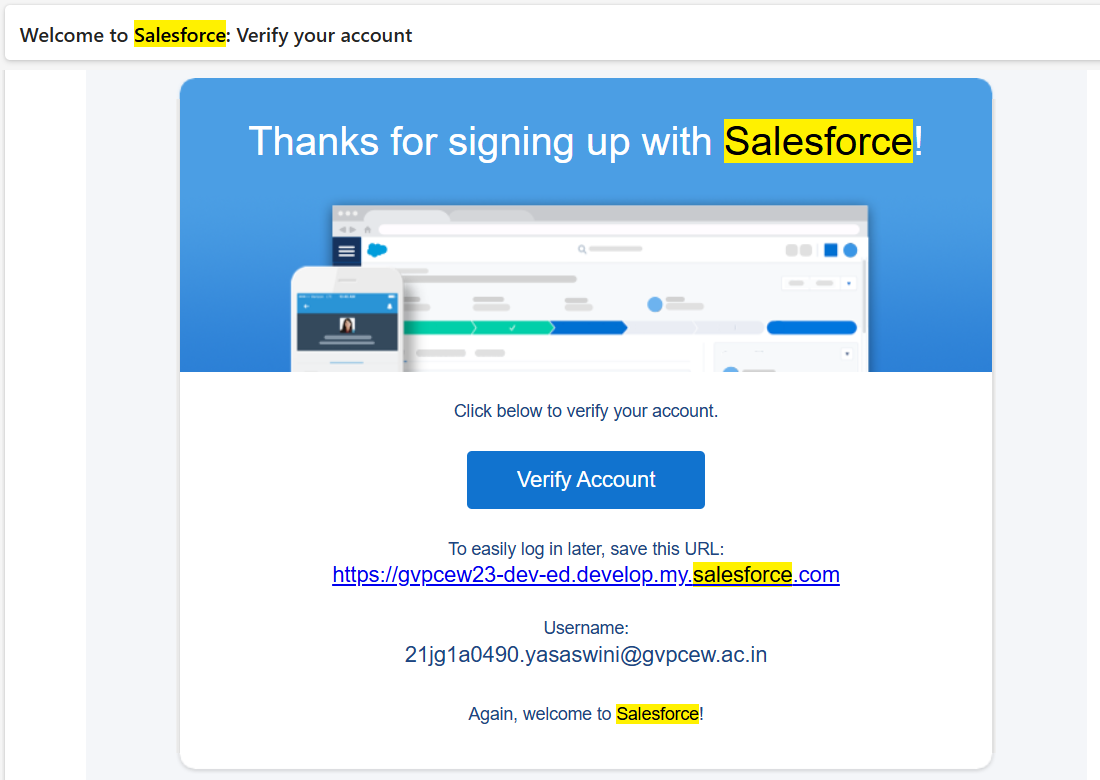 Welcome to Salesforce: Verify your account
Thanks for signing up with Salesforce!
Click below to verify your account.
Verify Account
To easily log in later, save this URL:
https://gvpcew23-dev-ed.develop.my.salesforce.com
Username:
21jg1a0490.yasaswini@gvpcew.ac.in
Again, welcome to Salesforce!